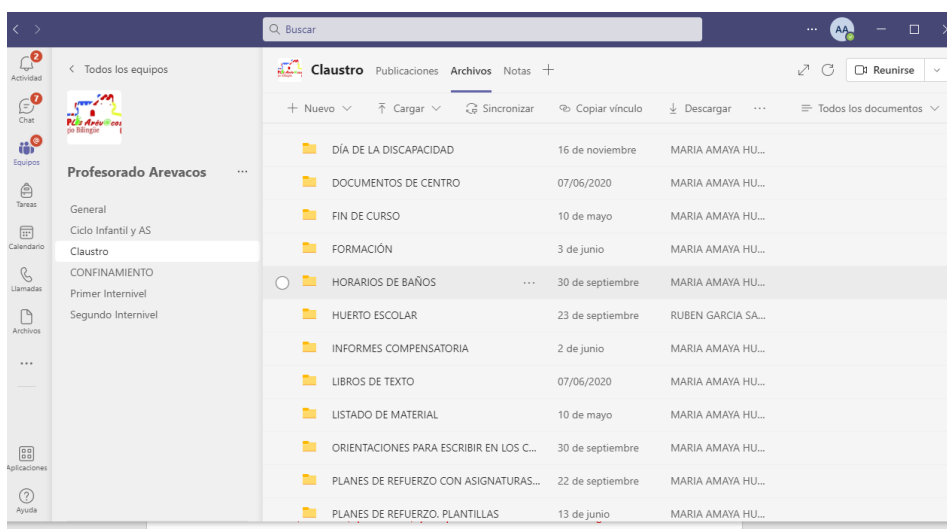 Buscar
AA
2
Actividad
2
Chat
@
Equipos
Tareas
Calendario
Llamadas
Archivos
Aplicaciones
Ayuda
Todos los equipos
Profesorado Arevacos
General
Ciclo Infantil y AS
Claustro
CONFINAMIENTO
Primer Internivel
Segundo Internivel
Claustro Publicaciones Archivos Notas
Reunirse
Nuevo Cargar Sincronizar Copiar vínculo Descargar Todos los documentos
DÍA DE LA DISCAPACIDAD 16 de noviembre MARIA AMAYA HU...
DOCUMENTOS DE CENTRO 07/06/2020 MARIA AMAYA HU...
FIN DE CURSO 10 de mayo MARIA AMAYA HU...
FORMACIÓN 3 de junio MARIA AMAYA HU...
HORARIOS DE BAÑOS ... 30 de septiembre MARIA AMAYA HU...
HUERTO ESCOLAR 23 de septiembre RUBEN GARCIA SA...
INFORMES COMPENSATORIA 2 de junio MARIA AMAYA HU...
LIBROS DE TEXTO 07/06/2020 MARIA AMAYA HU...
LISTADO DE MATERIAL 10 de mayo MARIA AMAYA HU...
ORIENTACIONES PARA ESCRIBIR EN LOS C... 30 de septiembre MARIA AMAYA HU...
PLANES DE REFUERZO CON ASIGNATURAS... 22 de septiembre MARIA AMAYA HU...
PLANES DE REFUERZO. PLANTILLAS 13 de junio MARIA AMAYA HU...